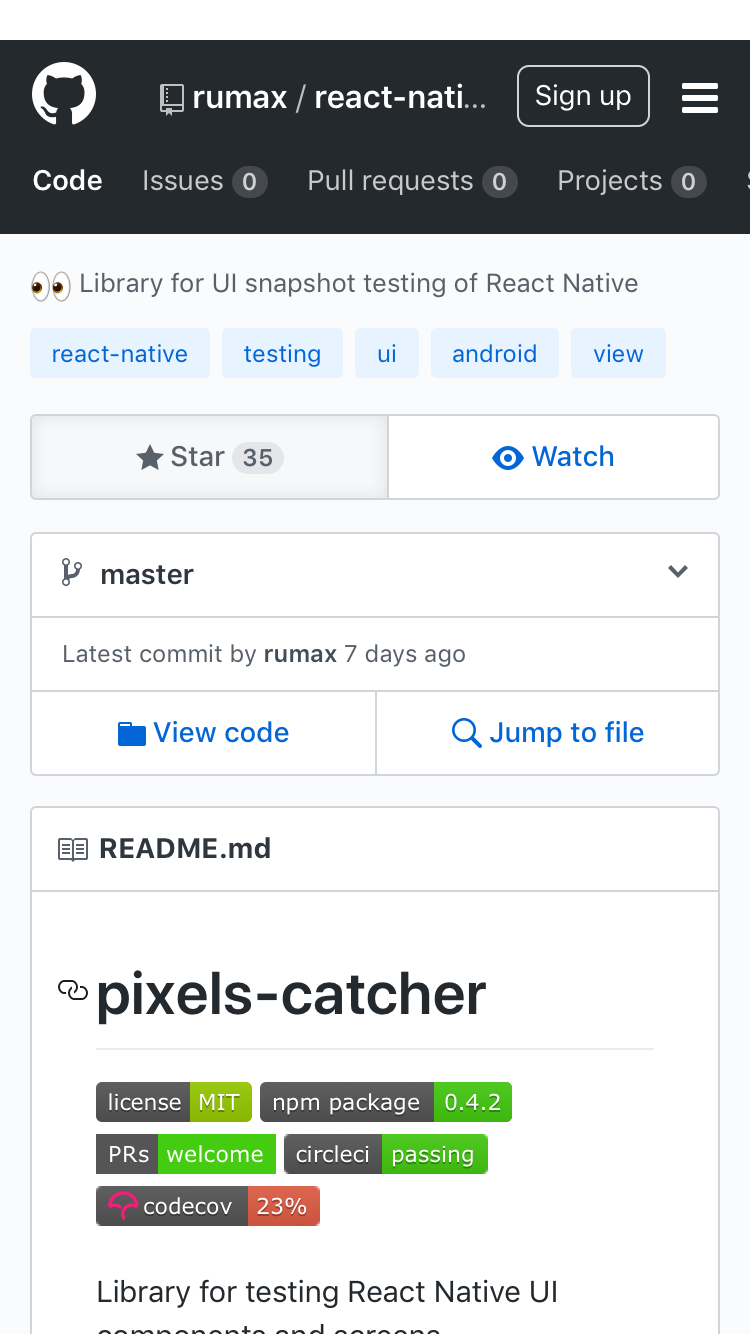 rumax / react-nati...
Sign up
Code Issues 0 Pull requests 0 Projects 0
Library for UI snapshot testing of React Native
react-native testing ui android view
Star 35 Watch
master
Latest commit by rumax 7 days ago
View code Jump to file
README.md
pixels-catcher
license MIT npm package 0.4.2
PRs welcome circleci passing
codecov 23%
Library for testing React Native UI
components and screens